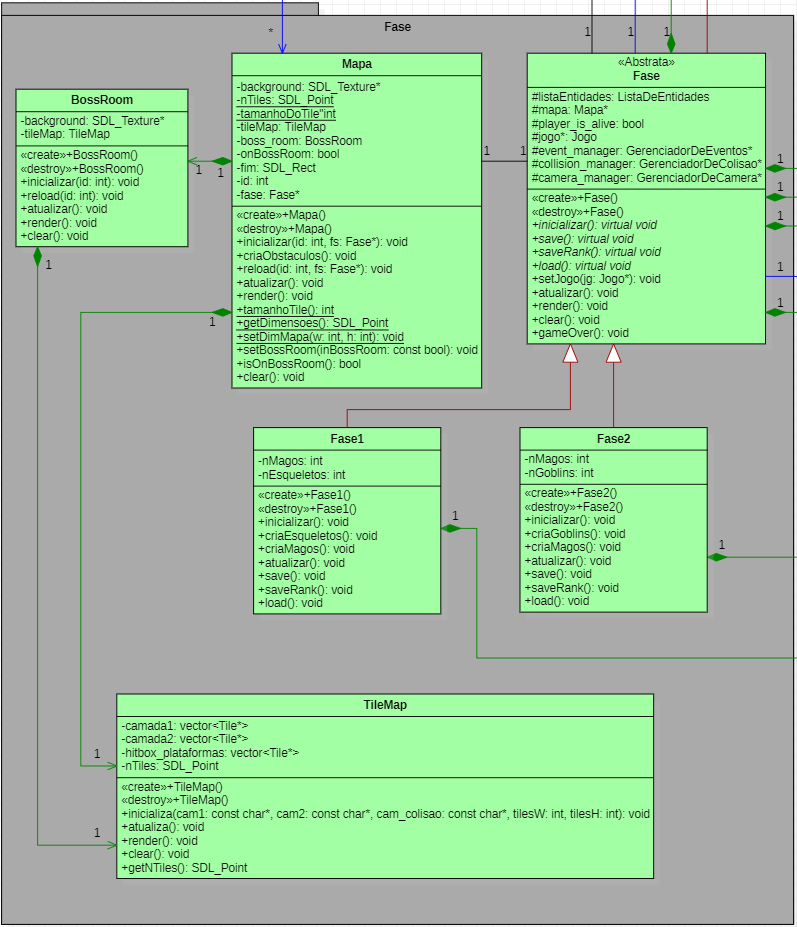 Fase
*
1
1
1
BossRoom
-background: SDL_Texture*
-tileMap: TileMap
«create»+BossRoom()
«destroy»+BossRoom()
+inicializar(id: int): void
+reload(id: int): void
+atualizar(): void
+render(): void
+clear(): void
1
1
1
Mapa
-background: SDL_Texture*
-nTiles: SDL_Point
-tamanhoDoTile"int
-tileMap: TileMap
-boss_room: BossRoom
-onBossRoom: bool
-fim: SDL_Rect
-id: int
-fase: Fase*
«create»+Mapa()
«destroy»+Mapa()
+inicializar(id: int, fs: Fase*): void
+criaObstaculos(): void
+reload(id: int, fs: Fase*): void
+atualizar(): void
+render(): void
+tamanhoTile(): int
+getDimensoes(): SDL_Point
+setDimMapa(w: int, h: int): void
+setBossRoom(inBossRoom: const bool): void
+isOnBossRoom(): bool
+clear(): void
1
1
1
«Abstrata»
Fase
#listaEntidades: ListaDeEntidades
#mapa: Mapa*
#player_is_alive: bool
#jogo*: Jogo
#event_manager: GerenciadorDeEventos*
#collision_manager: GerenciadorDeColisao*
#camera_manager: GerenciadorDeCamera*
«create»+Fase()
«destroy»+Fase()
+inicializar(): virtual void
+save(): virtual void
+saveRank(): virtual void
+load(): virtual void
+setJogo(jg: Jogo*): void
+atualizar(): void
+render(): void
+clear(): void
+gameOver(): void
1
1
1
1
1
Fase1
-nMagos: int
-nEsqueletos: int
«create»+Fase1()
«destroy»+Fase1()
+inicializar(): void
+criaEsqueletos(): void
+criaMagos(): void
+atualizar(): void
+save(): void
+saveRank(): void
+load(): void
1
Fase2
-nMagos: int
-nGoblins: int
«create»+Fase2()
«destroy»+Fase2()
+inicializar(): void
+criaGoblins(): void
+criaMagos(): void
+atualizar(): void
+save(): void
+saveRank(): void
+load(): void
1
TileMap
-camada1: vector<Tile*>
-camada2: vector<Tile*>
-hitbox_plataformas: vector<Tile*>
-nTiles: SDL_Point
«create»+TileMap()
«destroy»+TileMap()
+inicializa(cam1: const char*, cam2: const char*, cam_colisao: const char*, tilesW: int, tilesH: int): void
+atualiza(): void
+render(): void
+clear(): void
+getNTiles(): SDL_Point
1
1